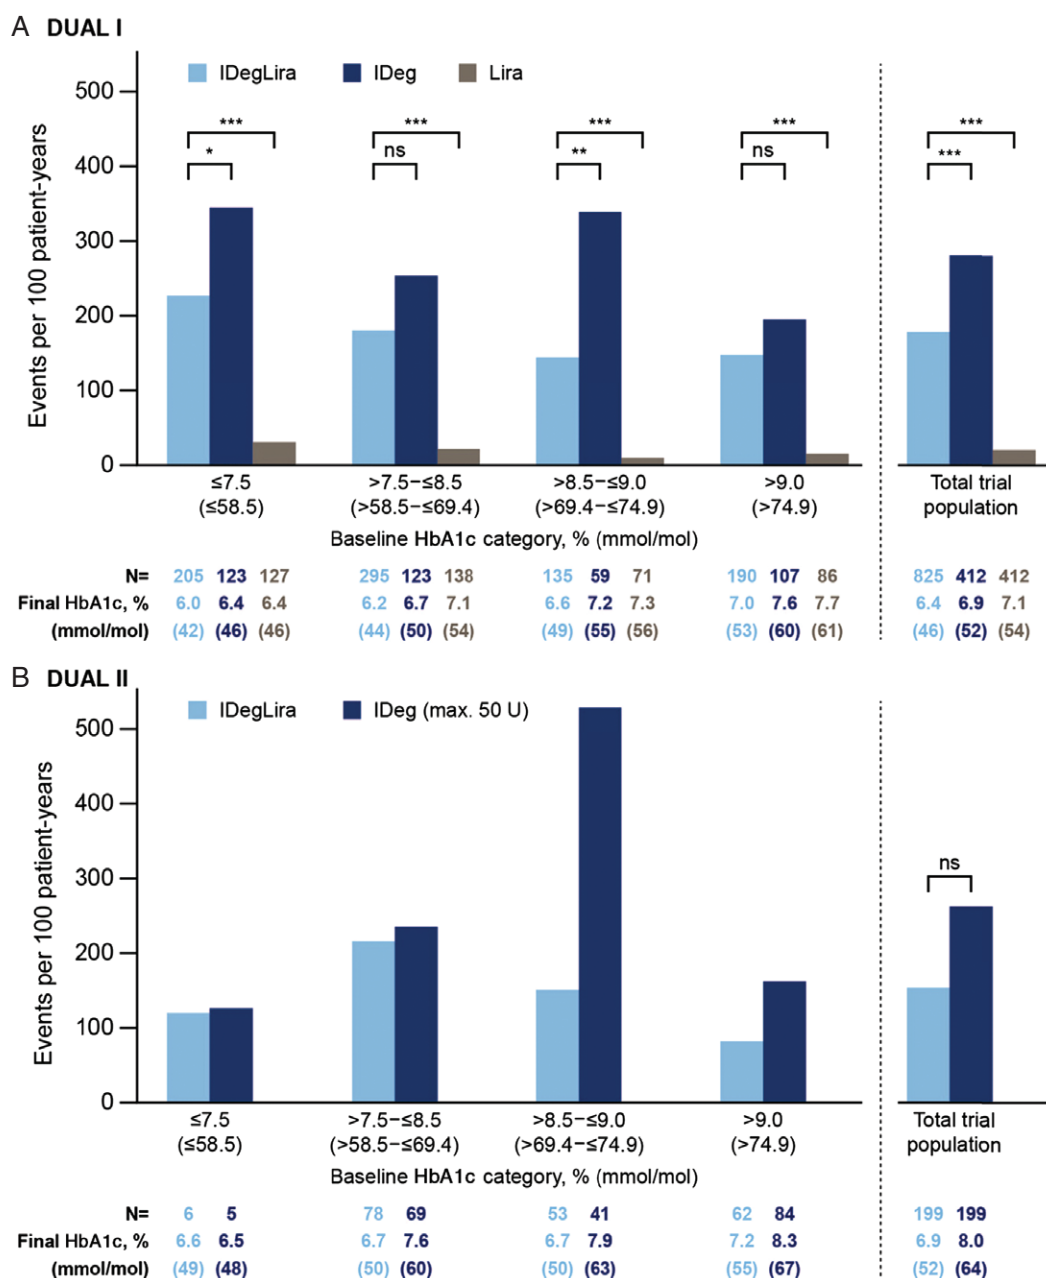 A DUAL I
IDegLira IDeg Lira
Events per 100 patient-years
500
400
300
200
100
0
*** *** *** *** ***
* ns ** ns ***
≤7.5 >7.5–≤8.5 >8.5–≤9.0 >9.0 Total trial
(≤58.5) (>58.5–≤69.4) (>69.4–≤74.9) (>74.9) population
Baseline HbA1c category, % (mmol/mol)
N= 205 123 127 295 123 138 135 59 71 190 107 86 825 412 412
Final HbA1c, % 6.0 6.4 6.4 6.2 6.7 7.1 6.6 7.2 7.3 7.0 7.6 7.7 6.4 6.9 7.1
(mmol/mol) (42) (46) (46) (44) (50) (54) (49) (55) (56) (53) (60) (61) (46) (52) (54)
B DUAL II
IDegLira IDeg (max. 50 U)
Events per 100 patient-years
500
400
300
200
100
0
ns
≤7.5 >7.5–≤8.5 >8.5–≤9.0 >9.0 Total trial
(≤58.5) (>58.5–≤69.4) (>69.4–≤74.9) (>74.9) population
Baseline HbA1c category, % (mmol/mol)
N= 6 5 78 69 53 41 62 84 199 199
Final HbA1c, % 6.6 6.5 6.7 7.6 6.7 7.9 7.2 8.3 6.9 8.0
(mmol/mol) (49) (48) (50) (60) (50) (63) (55) (67) (52) (64)